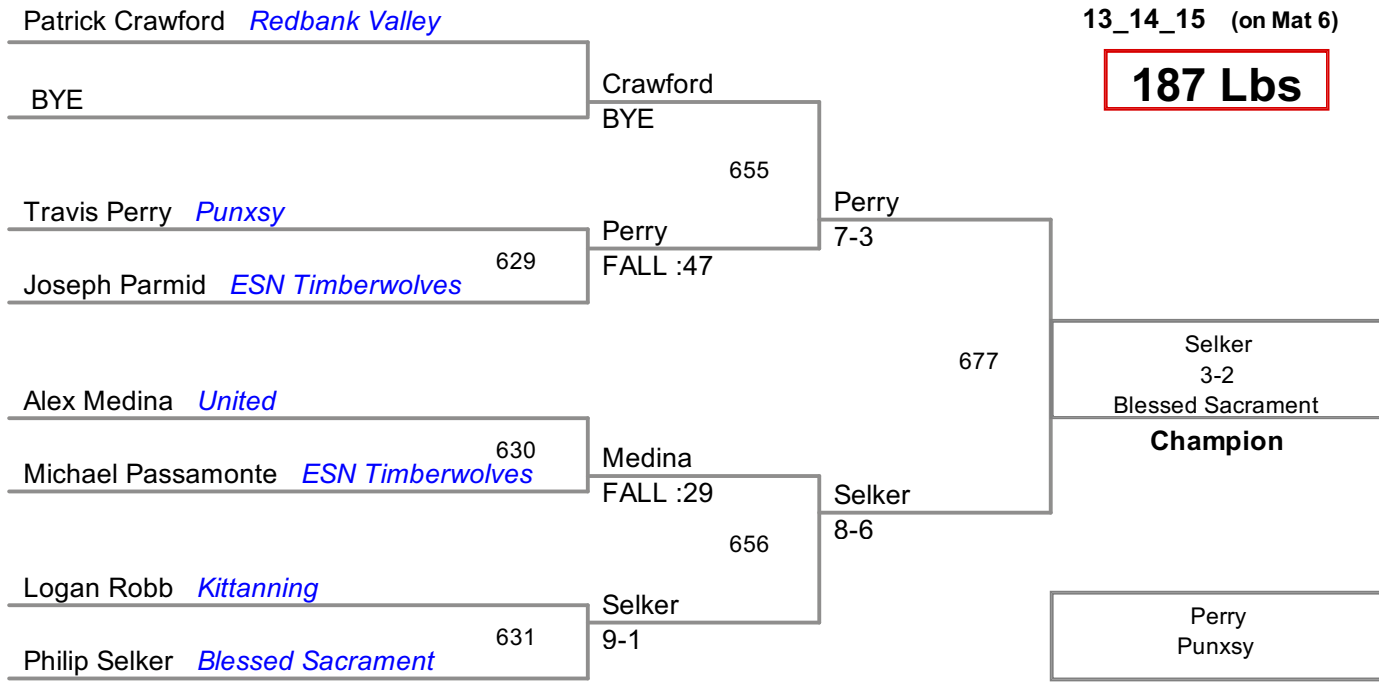 Patrick Crawford Redbank Valley
13_14_15 (on Mat 6)
187 Lbs
BYE
Crawford
BYE
655
Travis Perry Punxsy
Perry
7-3
Perry
FALL :47
629
Joseph Parmid ESN Timberwolves
677
Selker
3-2
Blessed Sacrament
Champion
Alex Medina United
630
Michael Passamonte ESN Timberwolves
Medina
FALL :29
Selker
8-6
656
Logan Robb Kittanning
Selker
9-1
631
Philip Selker Blessed Sacrament
Perry
Punxsy